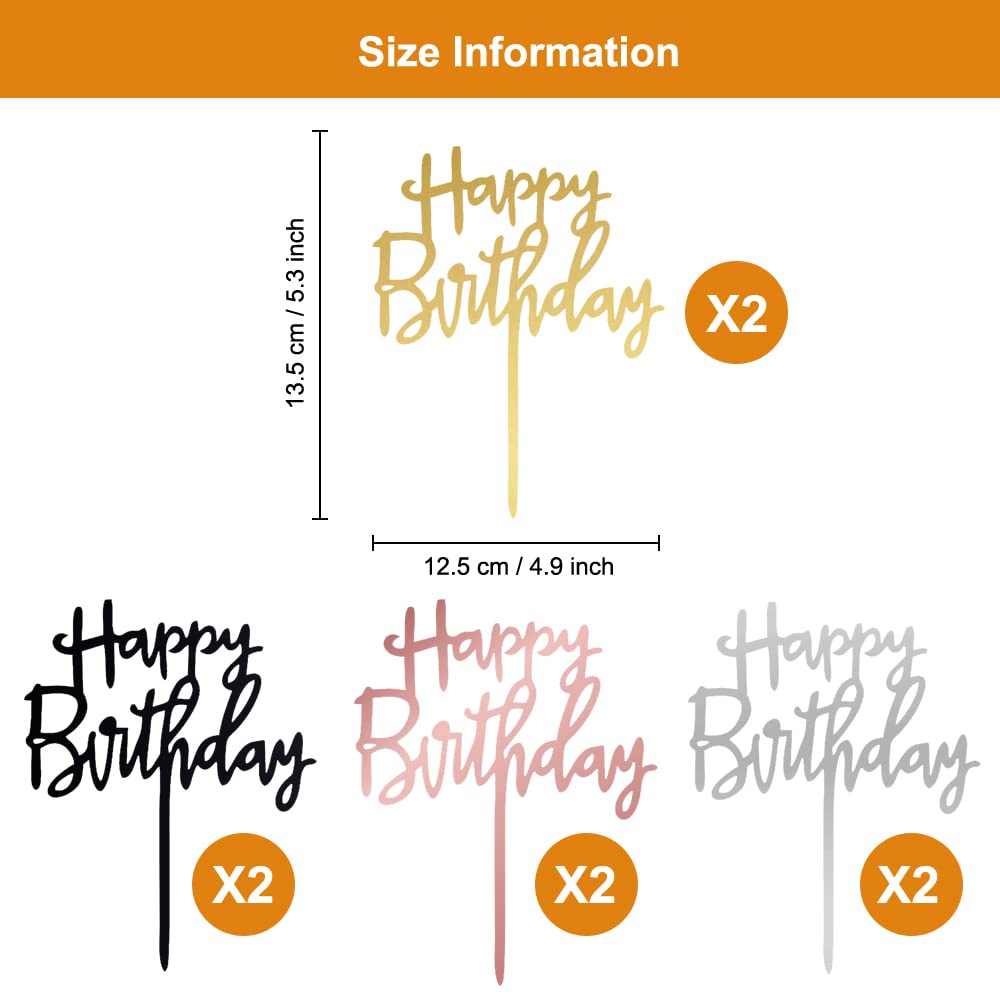 Size Information
Happy
Birthday
X2
13.5 cm / 5.3 inch
12.5 cm / 4.9 inch
Happy
Birthday
X2
Happy
Birthday
X2
Happy
Birthday
X2